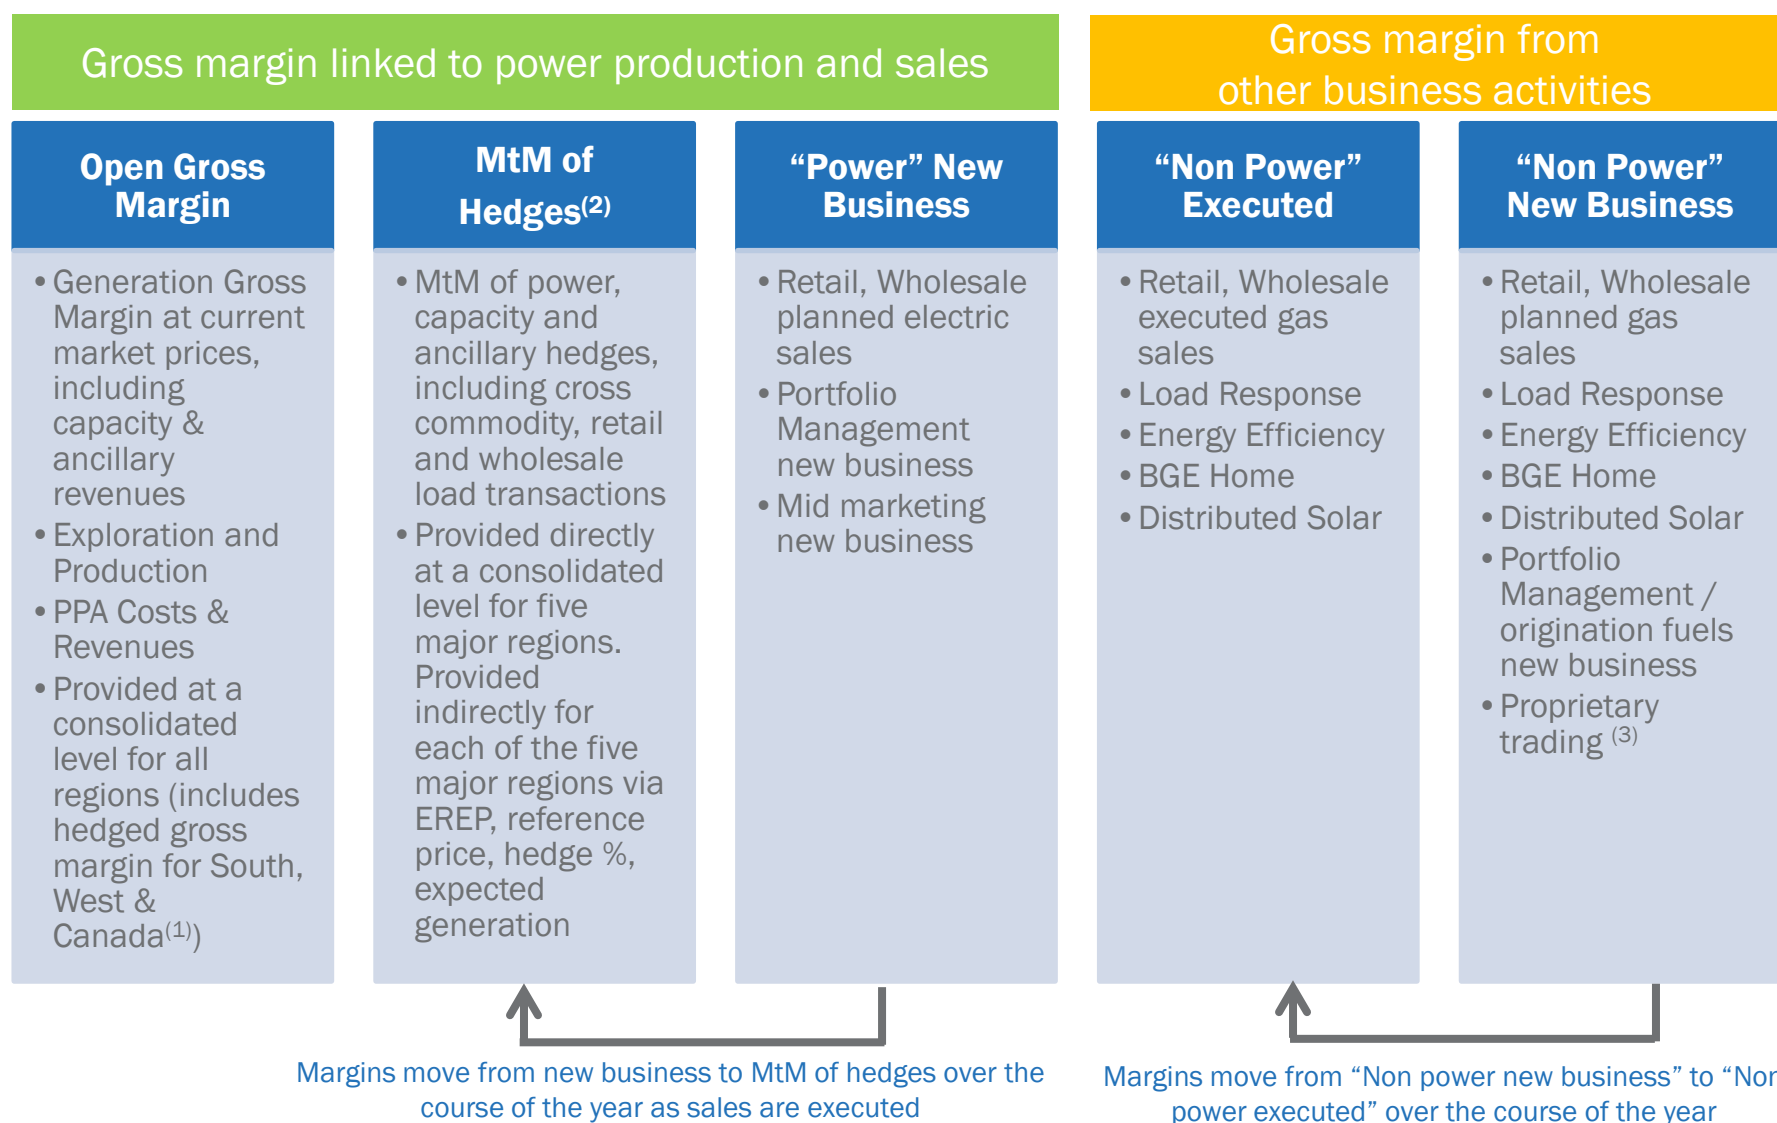 Gross margin linked to power production and sales
Gross margin from
other business activities
Open Gross
Margin
• Generation Gross
Margin at current
market prices,
including
capacity &
ancillary
revenues
• Exploration and
Production
• PPA Costs &
Revenues
• Provided at a
consolidated
level for all
regions (includes
hedged gross
margin for South,
West &
Canada(1))
MtM of
Hedges(2)
• MtM of power,
capacity and
ancillary hedges,
including cross
commodity, retail
and wholesale
load transactions
• Provided directly
at a consolidated
level for five
major regions.
Provided
indirectly for
each of the five
major regions via
EREP, reference
price, hedge %,
expected
generation
“Power” New
Business
• Retail, Wholesale
planned electric
sales
• Portfolio
Management
new business
• Mid marketing
new business
“Non Power”
Executed
• Retail, Wholesale
executed gas
sales
• Load Response
• Energy Efficiency
• BGE Home
• Distributed Solar
“Non Power”
New Business
• Retail, Wholesale
planned gas
sales
• Load Response
• Energy Efficiency
• BGE Home
• Distributed Solar
• Portfolio
Management /
origination fuels
new business
• Proprietary
trading (3)
Margins move from new business to MtM of hedges over the
course of the year as sales are executed
Margins move from “Non power new business” to “Non
power executed” over the course of the year